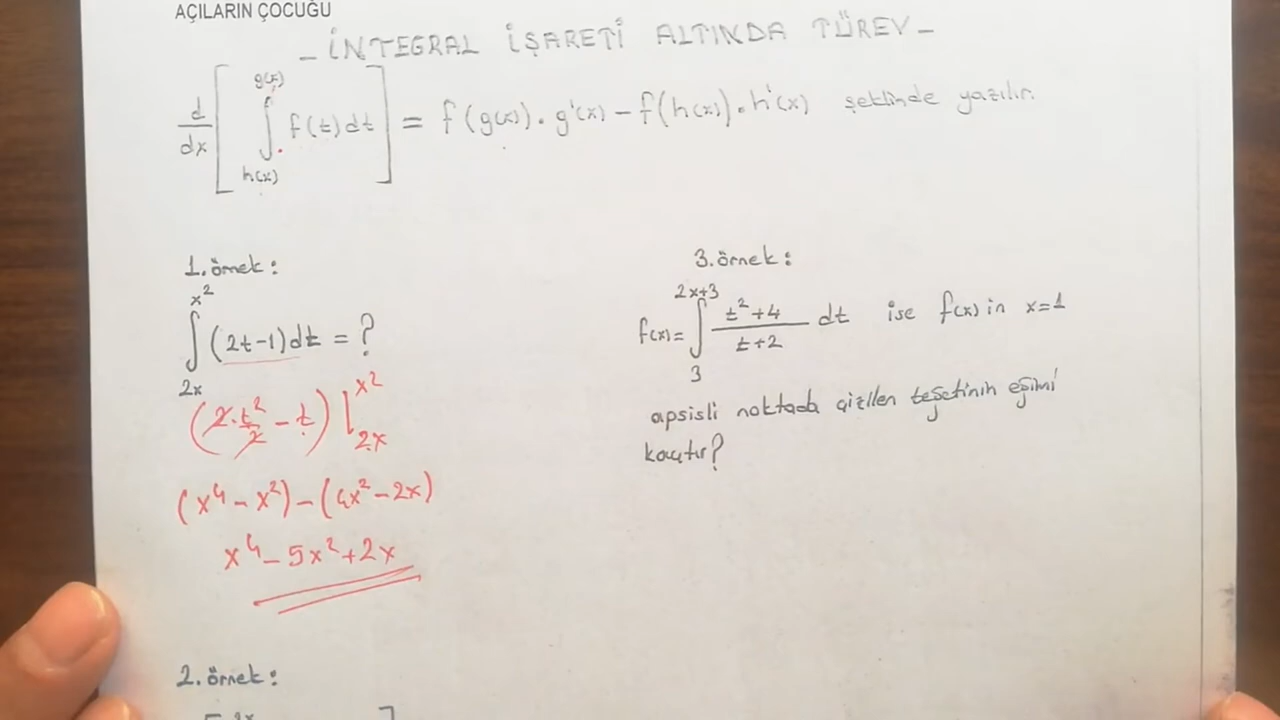 AÇILARIN ÇOCUĞU
- İNTEGRAL İŞARETİ ALTINDA TÜREV -
d/dx [ ∫_{h(x)}^{g(x)} f(t)dt ] = f(g(x)).g'(x) - f(h(x)).h'(x) şeklinde yazılır.
1. örnek:
∫_{2x}^{x²} (2t-1)dt = ?
(2.t²/2 - t) |_{2x}^{x²}
(x⁴ - x²) - (4x² - 2x)
x⁴ - 5x² + 2x
2. örnek:
3. örnek:
f(x) = ∫_{3}^{2x+3} (t²+4)/(t+2) dt ise f(x) in x=1
apsisli noktada çizilen teğetinin eğimi
kaçtır?